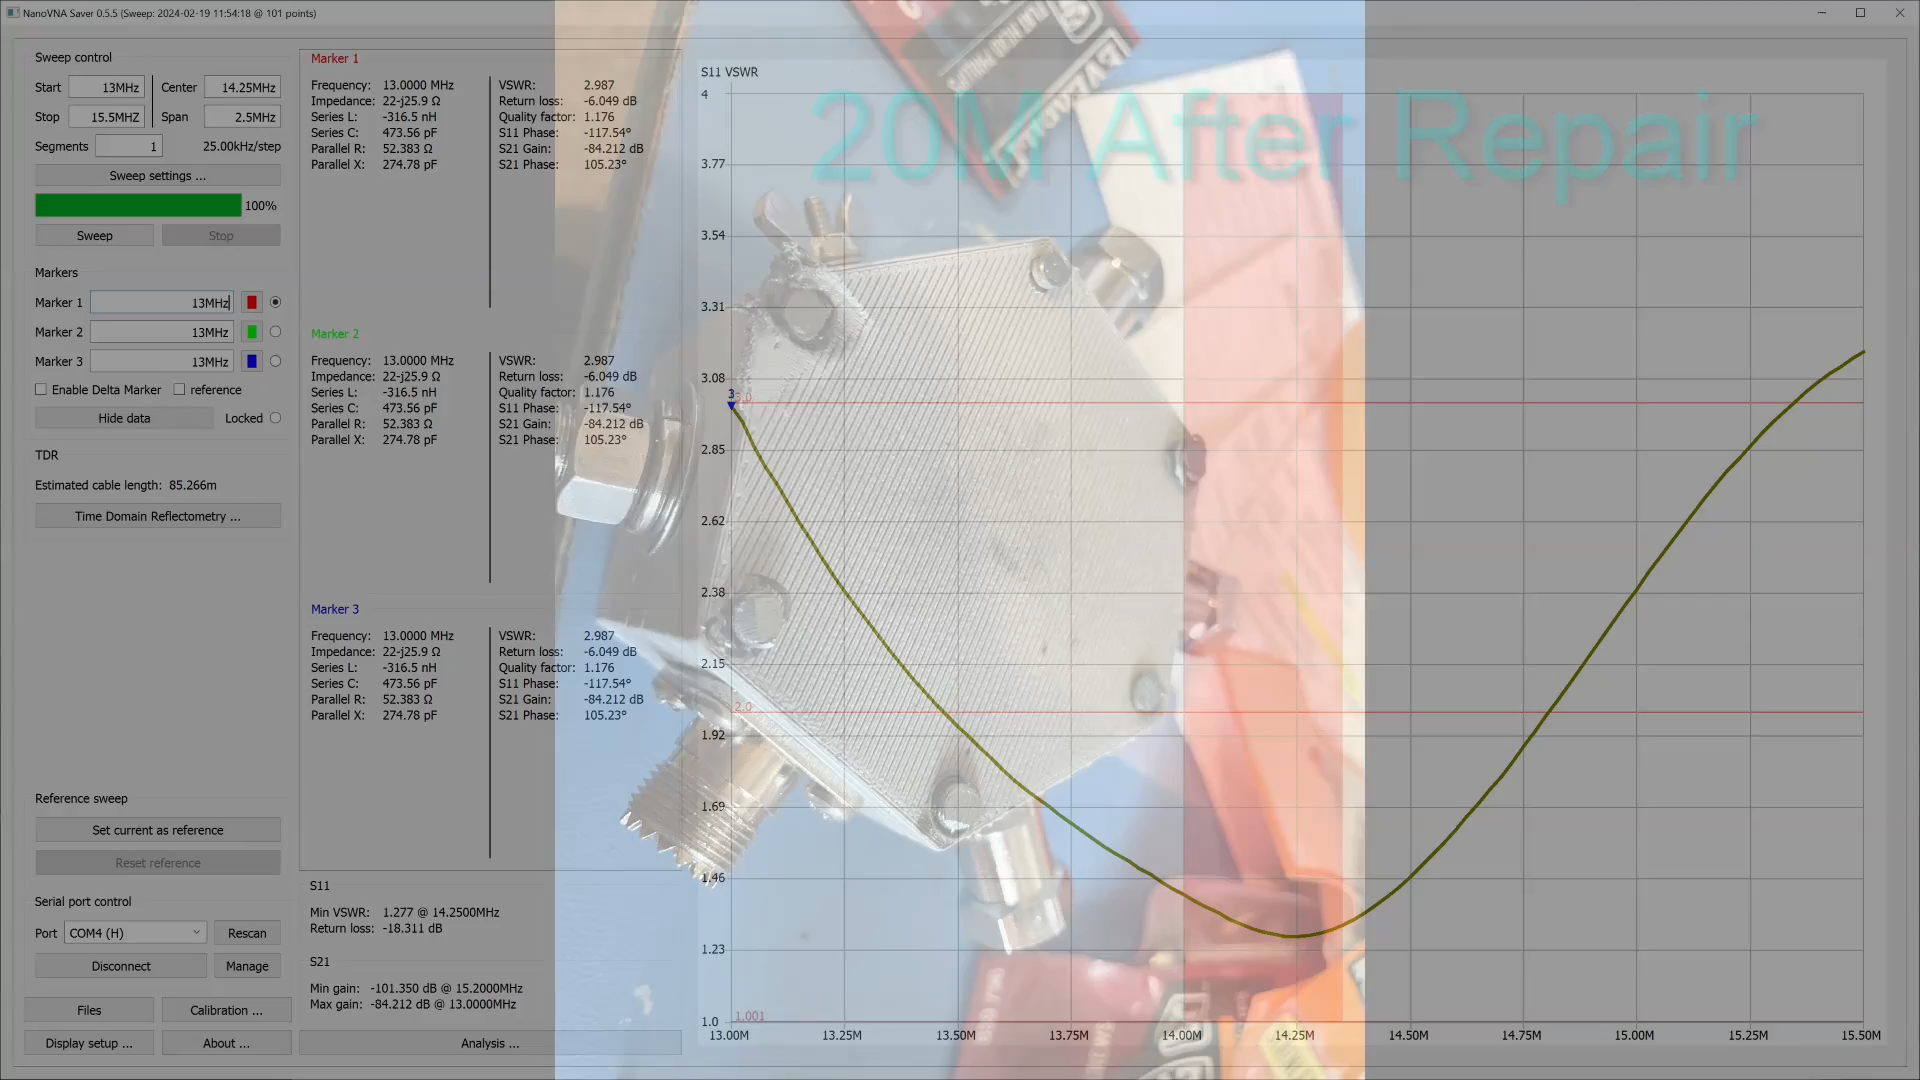 NanoVNA Saver 0.5.5 (Sweep: 2024-02-19 11:54:18 @ 101 points)
Sweep control
Start 13MHz Center 14.25MHz
Stop 15.5MHZ Span 2.5MHz
Segments 1 25.00kHz/step
Sweep settings ...
100%
Sweep Stop
Markers
Marker 1 13MHz
Marker 2 13MHz
Marker 3 13MHz
Enable Delta Marker reference
Hide data Locked
TDR
Estimated cable length: 85.266m
Time Domain Reflectometry ...
Reference sweep
Set current as reference
Reset reference
Serial port control
Port COM4 (H) Rescan
Disconnect Manage
Files Calibration ...
Display setup ... About ...
Marker 1
Frequency: 13.0000 MHz VSWR: 2.987
Impedance: 22-j25.9 Ω Return loss: -6.049 dB
Series L: -316.5 nH Quality factor: 1.176
Series C: 473.56 pF S11 Phase: -117.54°
Parallel R: 52.383 Ω S21 Gain: -84.212 dB
Parallel X: 274.78 pF S21 Phase: 105.23°
Marker 2
Frequency: 13.0000 MHz VSWR: 2.987
Impedance: 22-j25.9 Ω Return loss: -6.049 dB
Series L: -316.5 nH Quality factor: 1.176
Series C: 473.56 pF S11 Phase: -117.54°
Parallel R: 52.383 Ω S21 Gain: -84.212 dB
Parallel X: 274.78 pF S21 Phase: 105.23°
Marker 3
Frequency: 13.0000 MHz VSWR: 2.987
Impedance: 22-j25.9 Ω Return loss: -6.049 dB
Series L: -316.5 nH Quality factor: 1.176
Series C: 473.56 pF S11 Phase: -117.54°
Parallel R: 52.383 Ω S21 Gain: -84.212 dB
Parallel X: 274.78 pF S21 Phase: 105.23°
S11
Min VSWR: 1.277 @ 14.2500MHz
Return loss: -18.311 dB
S21
Min gain: -101.350 dB @ 15.2000MHz
Max gain: -84.212 dB @ 13.0000MHz
Analysis ...
S11 VSWR
20M After Repair
4
3.77
3.54
3.31
3.08
3
3.0
2.85
2.62
2.38
2.15
2.0
1.92
1.69
1.46
1.23
1.0
1.001
13.00M 13.25M 13.50M 13.75M 14.00M 14.25M 14.50M 14.75M 15.00M 15.25M 15.50M